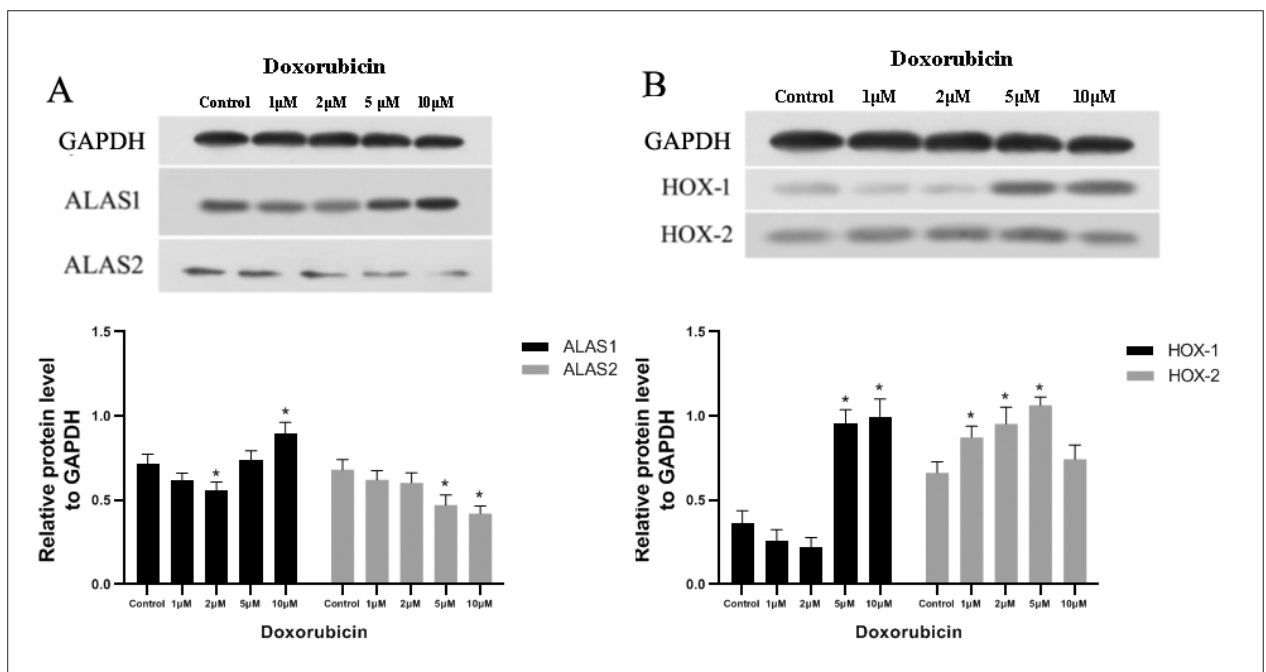 A
Doxorubicin
Control 1µM 2µM 5 µM 10µM
GAPDH
ALAS1
ALAS2
1.5
1.0
0.5
0.0
Relative protein level
to GAPDH
ALAS1
ALAS2
* * * *
Control 1µM 2µM 5µM 10µM Control 1µM 2µM 5µM 10µM
Doxorubicin
B
Doxorubicin
Control 1µM 2µM 5µM 10µM
GAPDH
HOX-1
HOX-2
1.5
1.0
0.5
0.0
Relative protein level
to GAPDH
HOX-1
HOX-2
* * * * *
Control 1µM 2µM 5µM 10µM Control 1µM 2µM 5µM 10µM
Doxorubicin